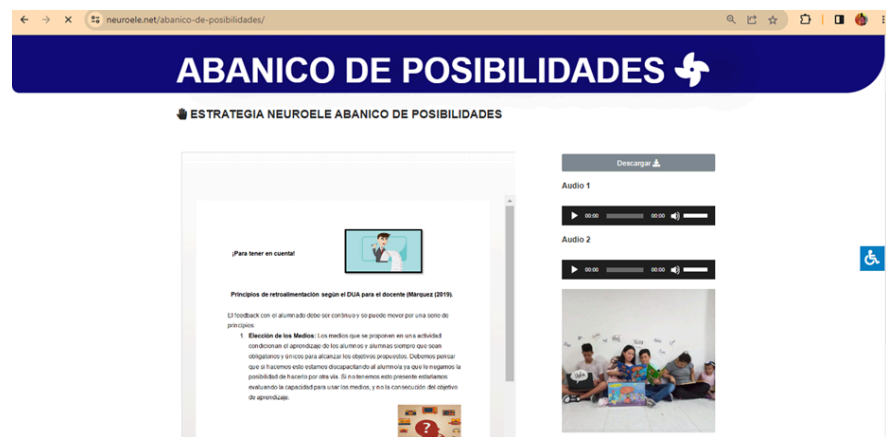 neuroele.net/abanico-de-posibilidades/
ABANICO DE POSIBILIDADES
ESTRATEGIA NEUROELE ABANICO DE POSIBILIDADES
Descargar
Audio 1
00:00 00:00
Audio 2
00:00 00:00
¡Para tener en cuenta!
Principios de retroalimentación según el DUA para el docente (Márquez (2019).
El feedback con el alumnado debe ser continuo y se puede mover por una serie de
principios:
1. Elección de los Medios: Los medios que se proponen en una actividad
condicionan el aprendizaje de los alumnos y alumnas siempre que sean
obligatorios y únicos para alcanzar los objetivos propuestos. Debemos pensar
que si hacemos esto estamos discapacitando al alumno/a ya que le negamos la
posibilidad de hacerlo por otra vía. Si no tenemos esto presente estaríamos
evaluando la capacidad para usar los medios, y no la consecución del objetivo
de aprendizaje.